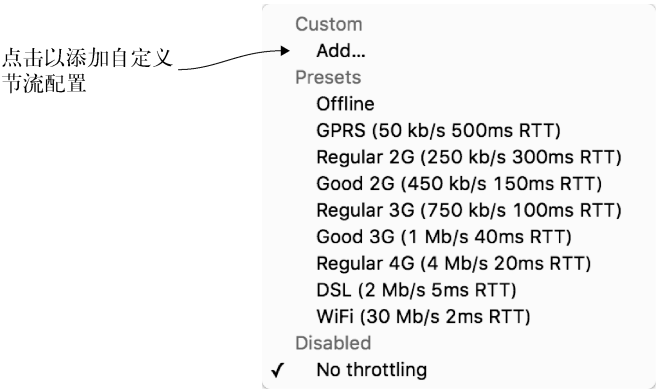 Custom
点击以添加自定义
节流配置
Add...
Presets
Offline
GPRS (50 kb/s 500ms RTT)
Regular 2G (250 kb/s 300ms RTT)
Good 2G (450 kb/s 150ms RTT)
Regular 3G (750 kb/s 100ms RTT)
Good 3G (1 Mb/s 40ms RTT)
Regular 4G (4 Mb/s 20ms RTT)
DSL (2 Mb/s 5ms RTT)
WiFi (30 Mb/s 2ms RTT)
Disabled
✓ No throttling